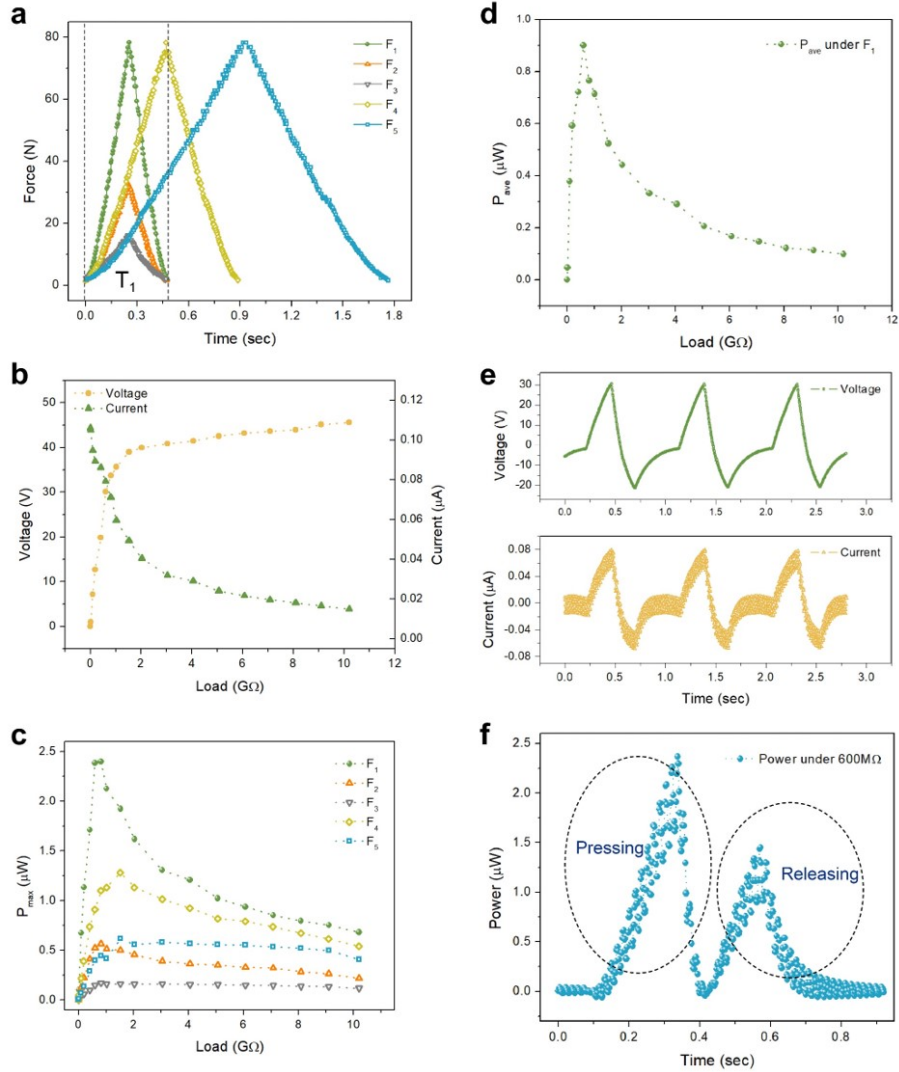 a
80
60
40
20
0
Force (N)
F₁
F₂
F₃
F₄
F₅
T₁
0.0 0.3 0.6 0.9 1.2 1.5 1.8
Time (sec)
b
50
40
30
20
10
0
Voltage (V)
Voltage
Current
0.12
0.10
0.08
0.06
0.04
0.02
0.00
Current (μA)
0 2 4 6 8 10 12
Load (GΩ)
c
2.5
2.0
1.5
1.0
0.5
0.0
Pmax (μW)
F₁
F₂
F₃
F₄
F₅
0 2 4 6 8 10
Load (GΩ)
d
1.0
0.8
0.6
0.4
0.2
0.0
Pave (μW)
Pave under F₁
0 2 4 6 8 10 12
Load (GΩ)
e
30
20
10
0
-10
-20
Voltage (V)
Voltage
0.0 0.5 1.0 1.5 2.0 2.5 3.0
0.08
0.04
0.00
-0.04
-0.08
Current (μA)
Current
0.0 0.5 1.0 1.5 2.0 2.5 3.0
Time (sec)
f
2.5
2.0
1.5
1.0
0.5
0.0
Power (μW)
Power under 600MΩ
Pressing
Releasing
0.0 0.2 0.4 0.6 0.8
Time (sec)